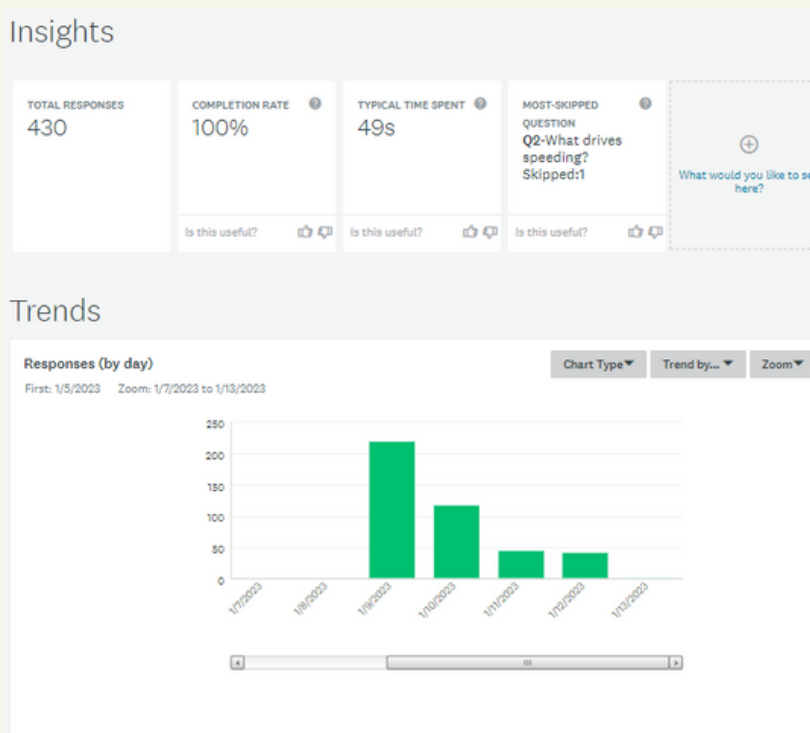 Insights
TOTAL RESPONSES
430
COMPLETION RATE
100%
Is this useful?
TYPICAL TIME SPENT
49s
Is this useful?
MOST-SKIPPED
QUESTION
Q2-What drives
speeding?
Skipped:1
Is this useful?
What would you like to se
here?
Trends
Responses (by day)
Chart Type
Trend by...
Zoom
First: 1/5/2023 Zoom: 1/7/2023 to 1/13/2023
250
200
150
100
50
0
1/7/2023
1/8/2023
1/9/2023
1/10/2023
1/11/2023
1/12/2023
1/13/2023